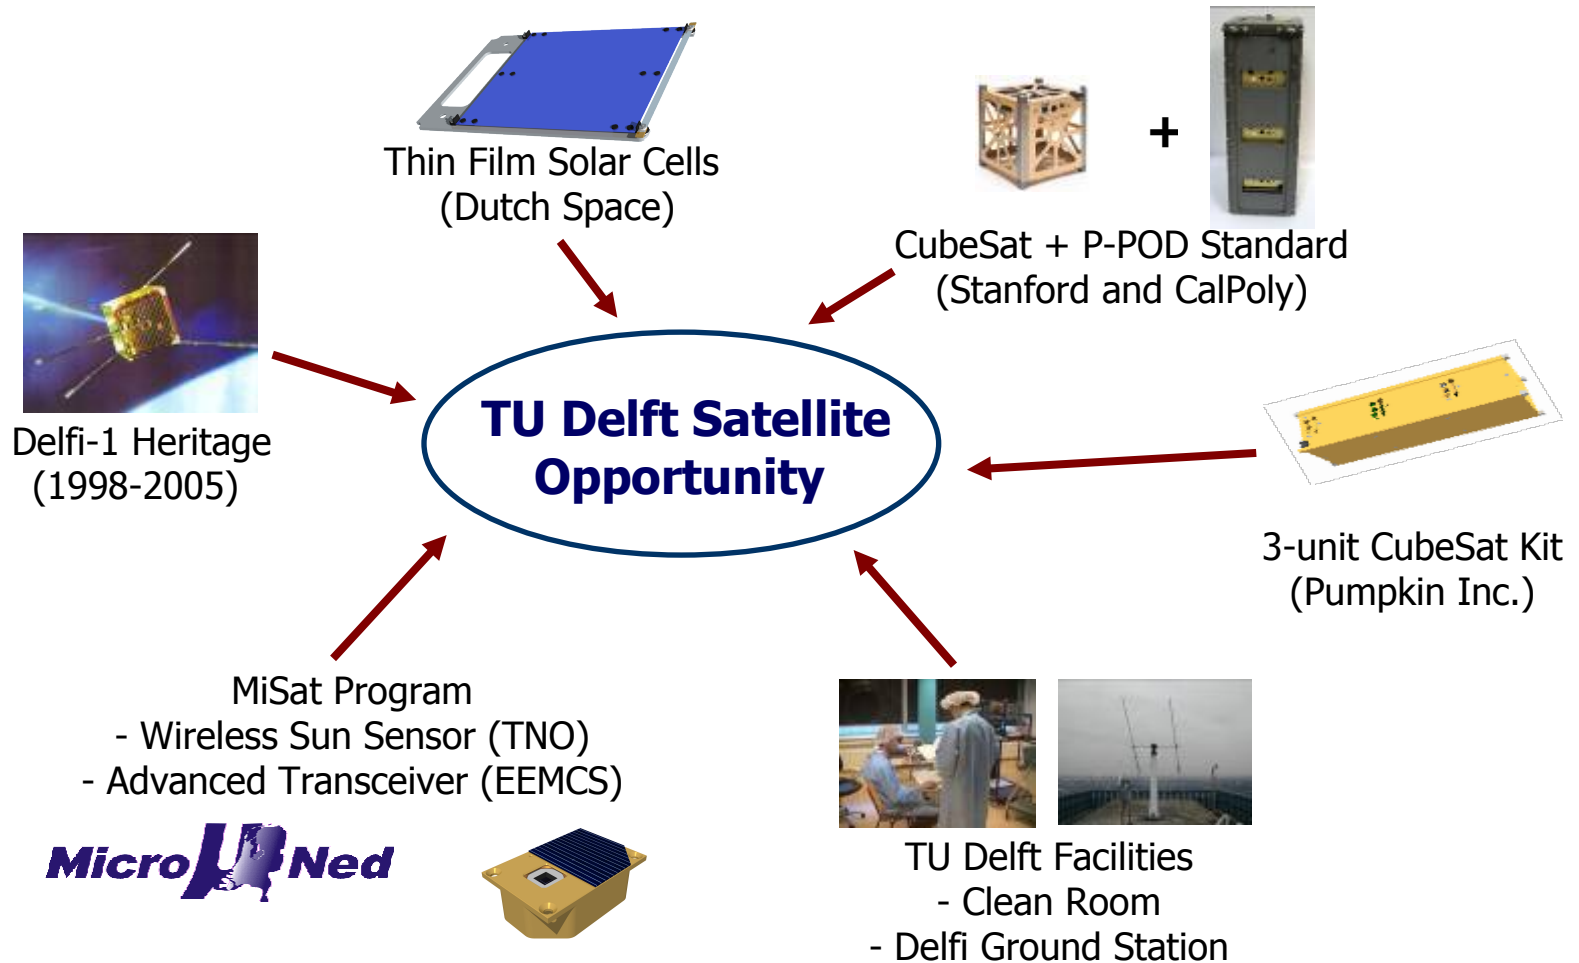 Thin Film Solar Cells
(Dutch Space)
+
CubeSat + P-POD Standard
(Stanford and CalPoly)
Delfi-1 Heritage
(1998-2005)
TU Delft Satellite
Opportunity
3-unit CubeSat Kit
(Pumpkin Inc.)
MiSat Program
- Wireless Sun Sensor (TNO)
- Advanced Transceiver (EEMCS)
Micro μ Ned
TU Delft Facilities
- Clean Room
- Delfi Ground Station